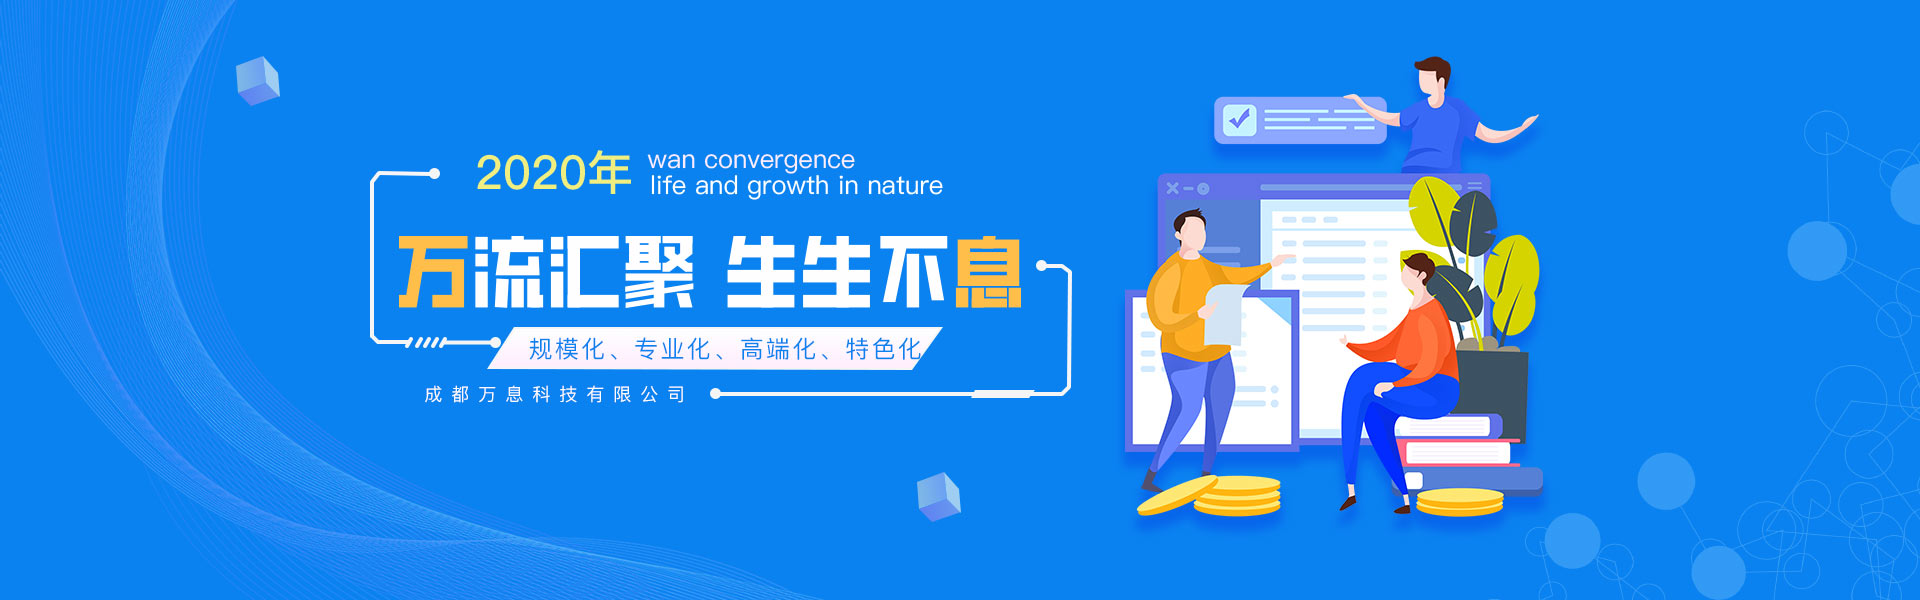 2020年
wan convergence
life and growth in nature
万流汇聚 生生不息
规模化、专业化、高端化、特色化
成都万息科技有限公司